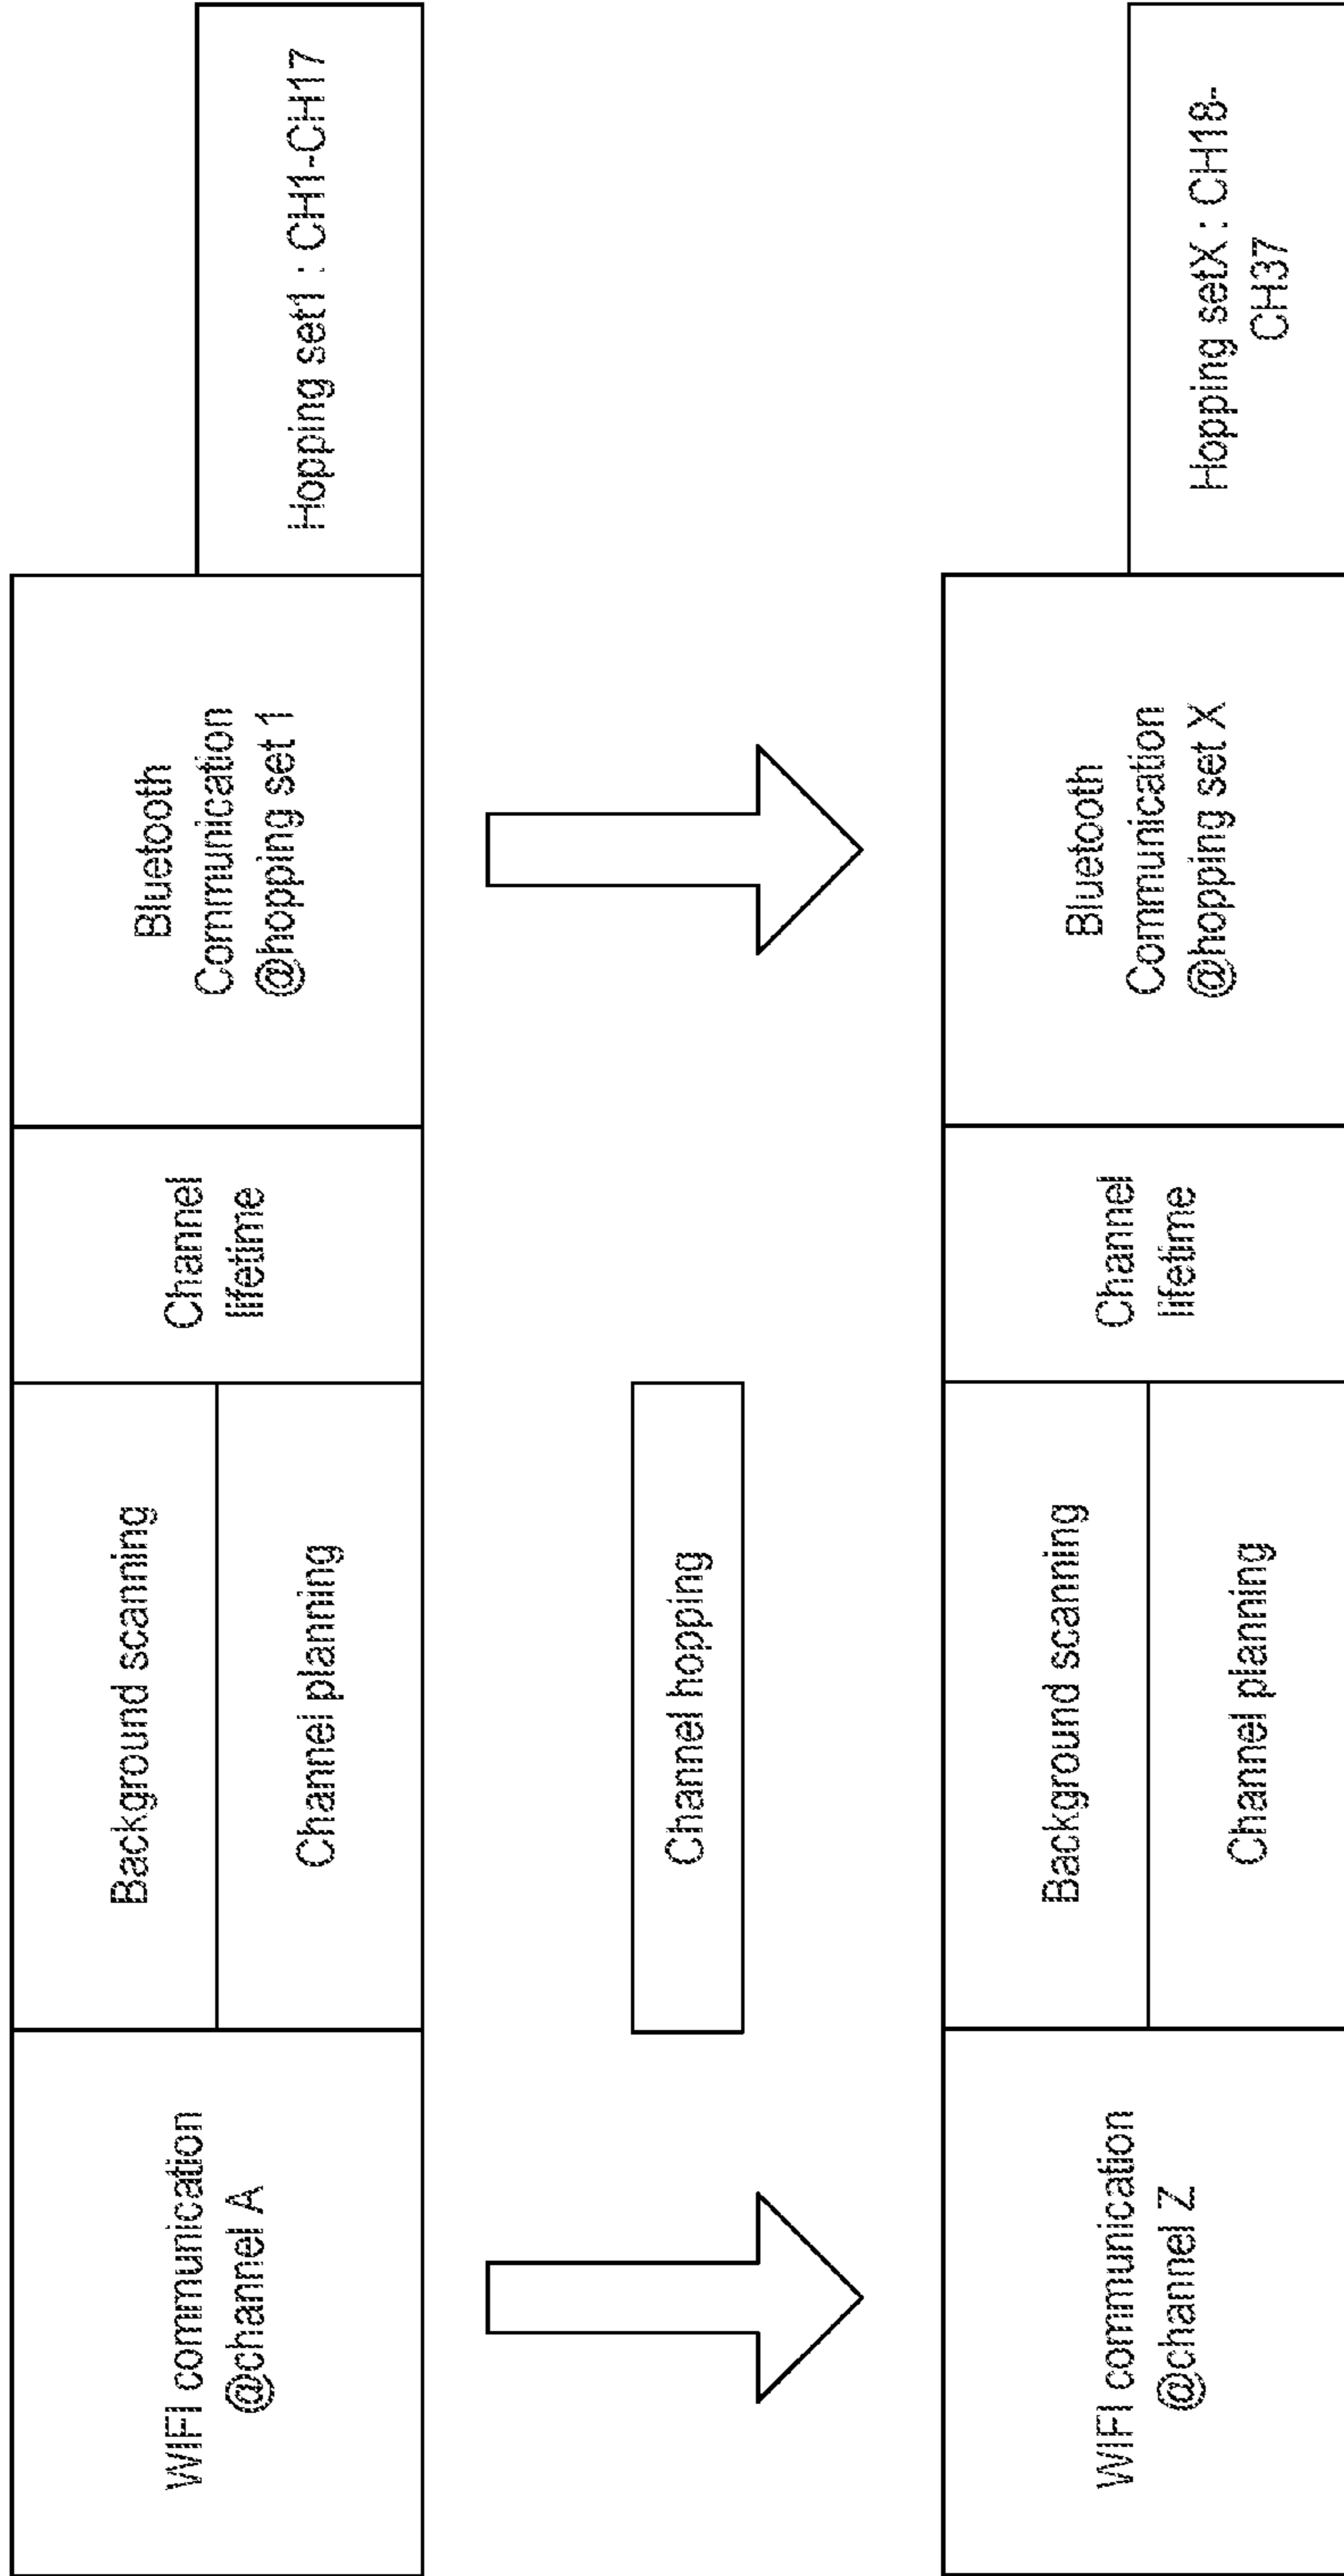 WIFI communication
@channel A
Background scanning
Channel planning
Channel
lifetime
Bluetooth
Communication
@hopping set 1
Hopping set1 : CH1-CH17
Channel hopping
WIFI communication
@channel Z
Background scanning
Channel planning
Channel
lifetime
Bluetooth
Communication
@hopping set X
Hopping setX : CH18-
CH37